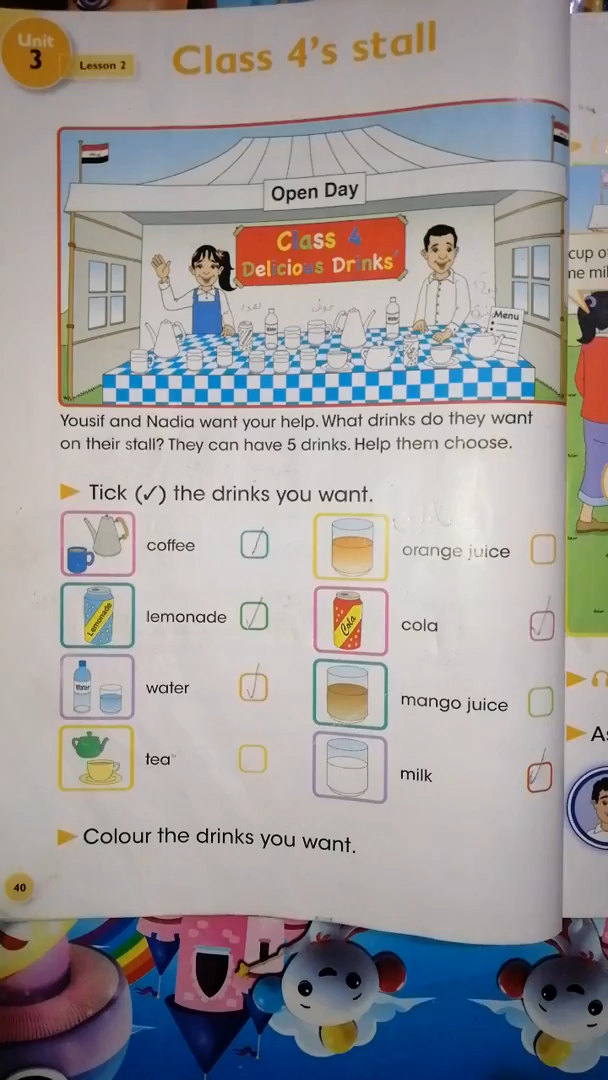 Unit
3
Lesson 2
Class 4's stall
Open Day
Class 4
Delicious Drinks
Menu
Yousif and Nadia want your help. What drinks do they want
on their stall? They can have 5 drinks. Help them choose.
Tick (✓) the drinks you want.
coffee ✓
orange juice
Lemonade
lemonade ✓
Cola
cola ✓
Water
water ✓
mango juice
tea
milk ✓
Colour the drinks you want.
40
cup o
ne mil